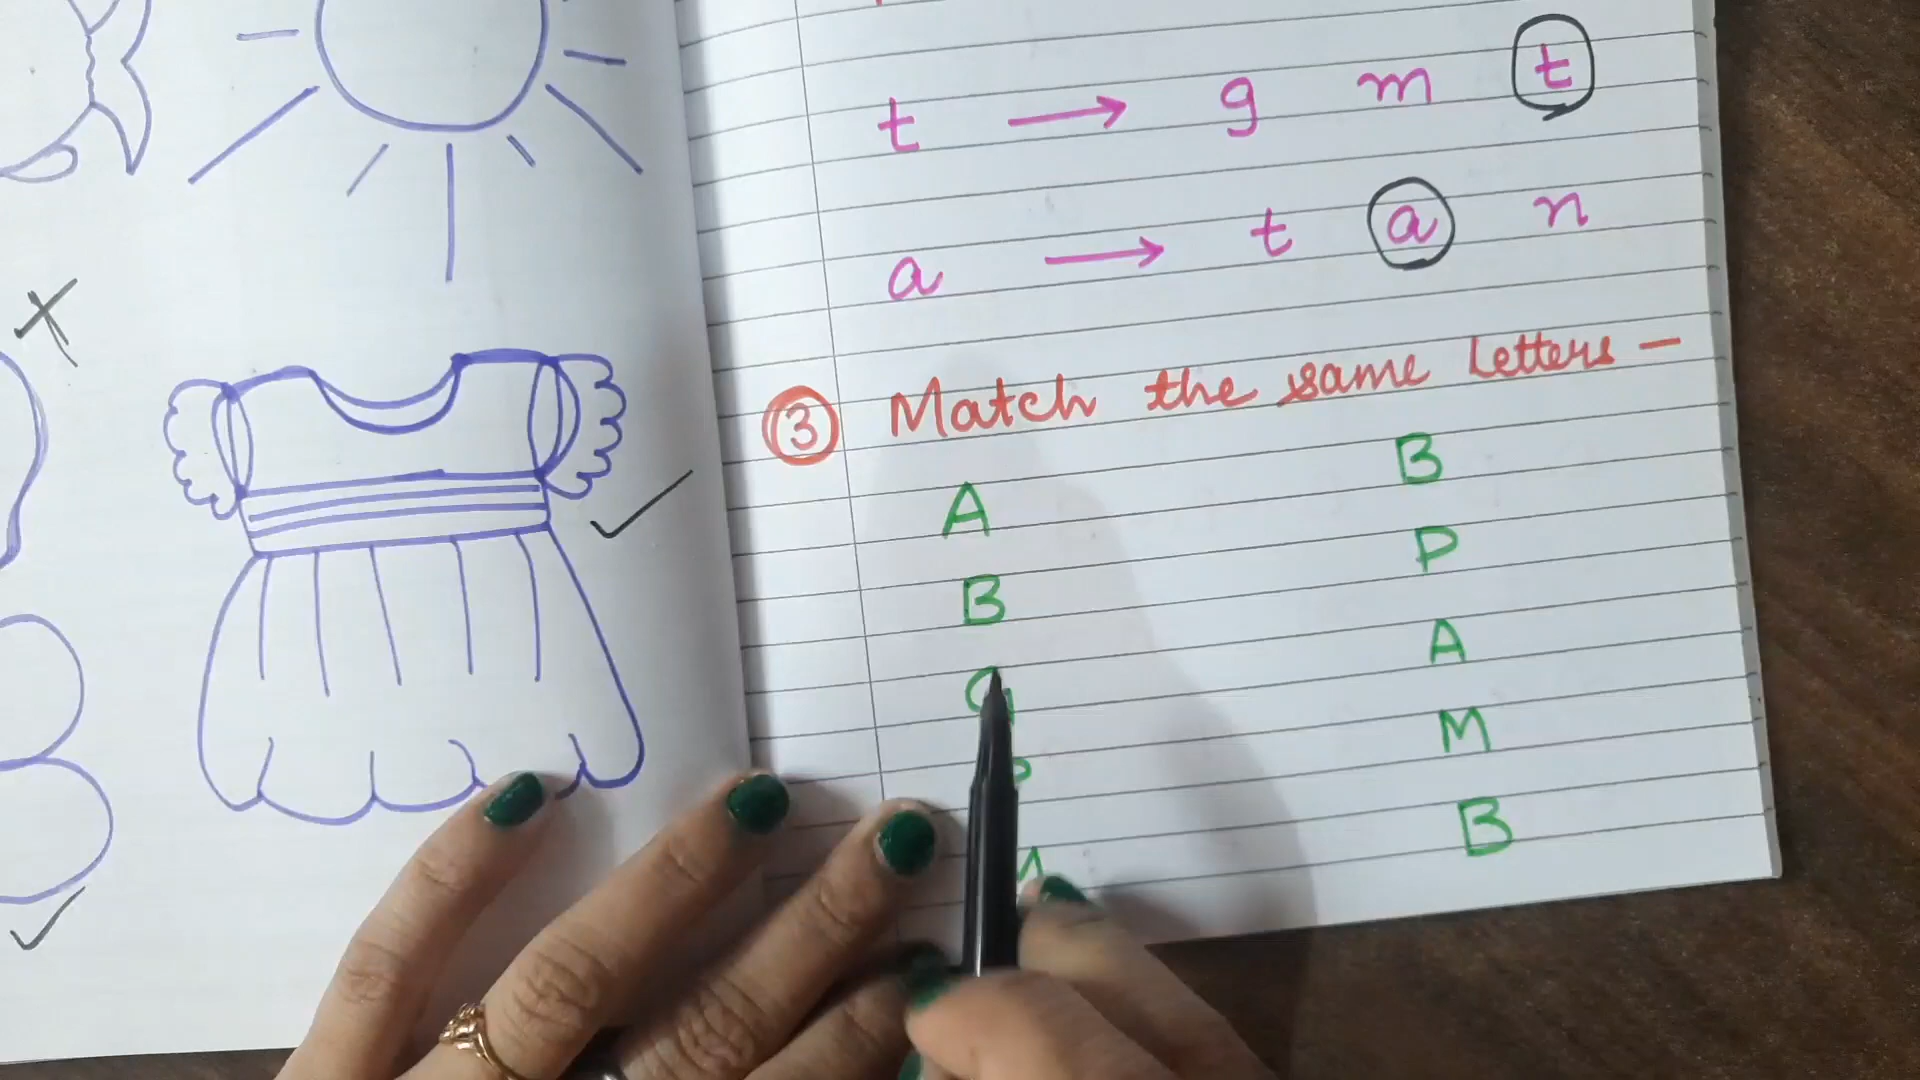 t → g m t
a → t a n
③ Match the same letters —
A B
B P
G A
P M
M B